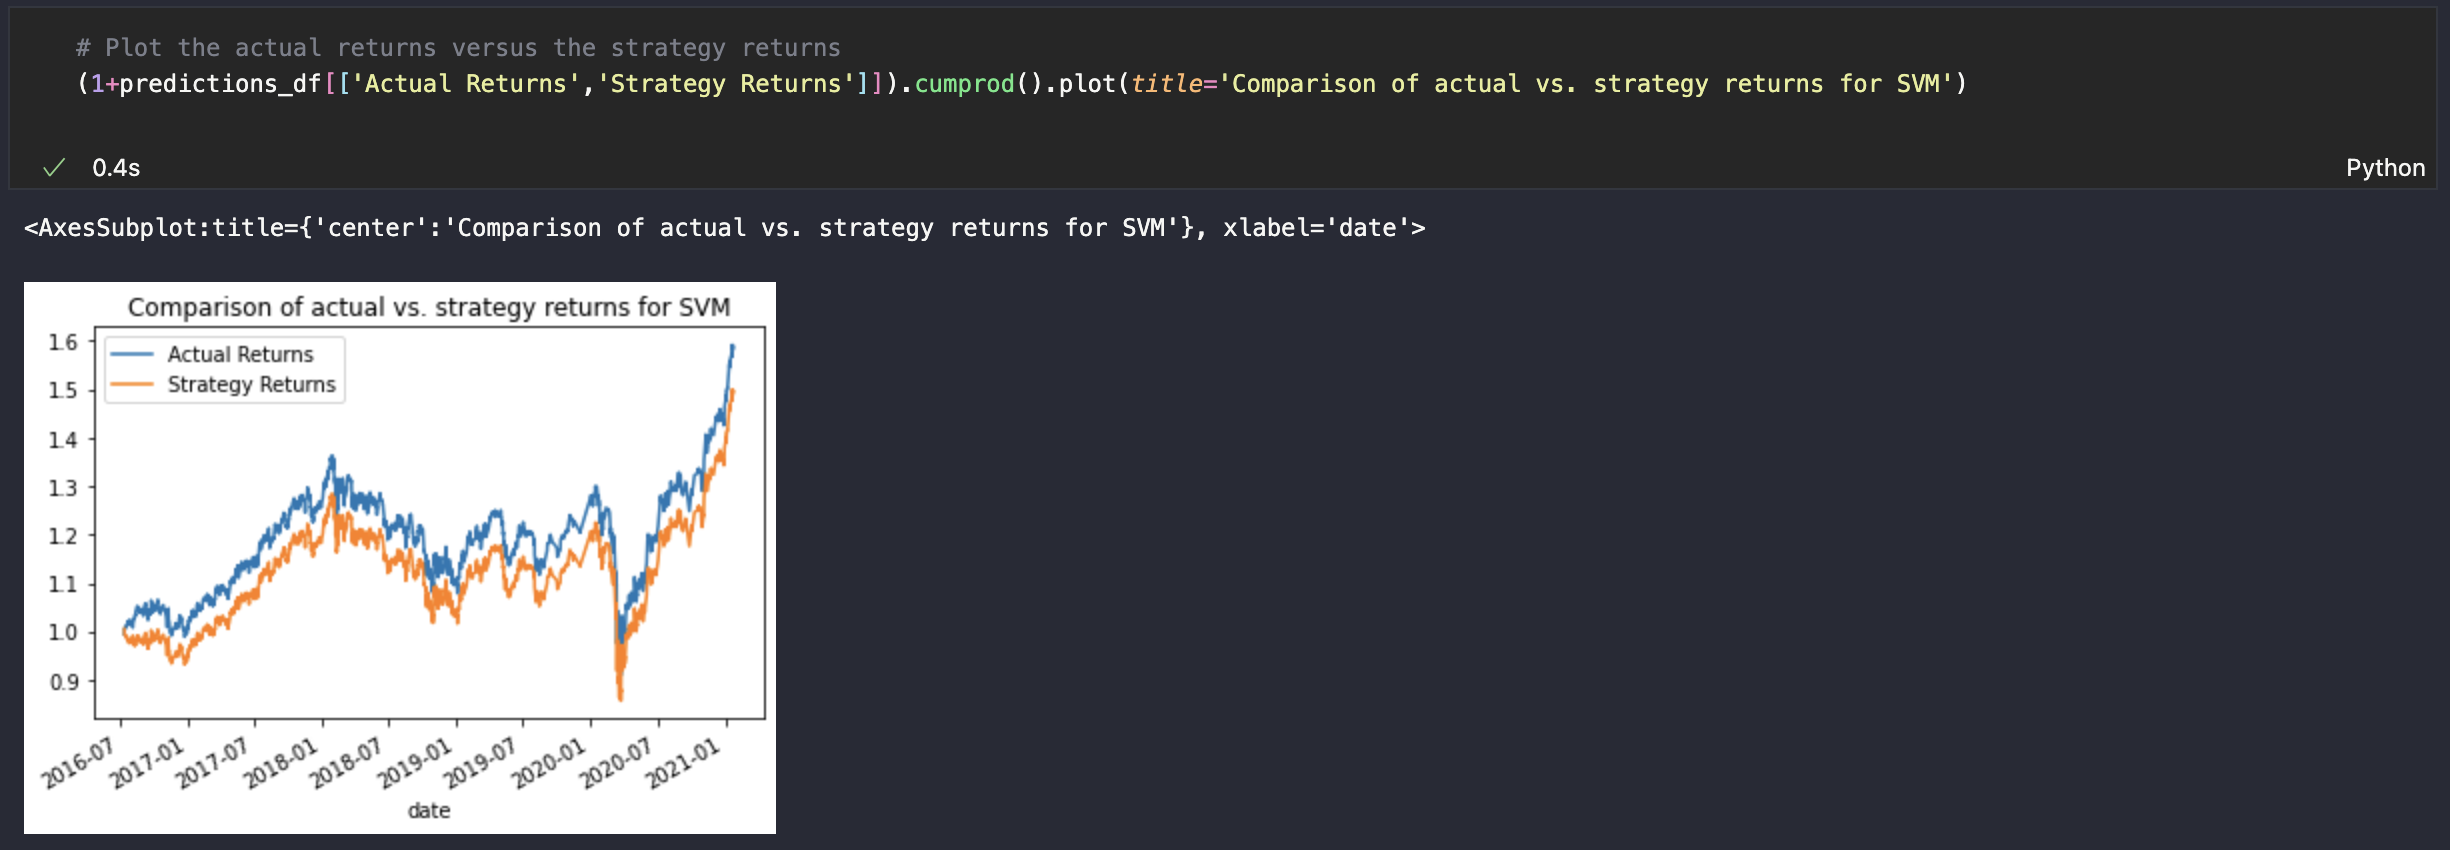 # Plot the actual returns versus the strategy returns
(1+predictions_df[['Actual Returns','Strategy Returns']]).cumprod().plot(title='Comparison of actual vs. strategy returns for SVM')
0.4s
Python
<AxesSubplot:title={'center':'Comparison of actual vs. strategy returns for SVM'}, xlabel='date'>
Comparison of actual vs. strategy returns for SVM
Actual Returns
Strategy Returns
1.6
1.5
1.4
1.3
1.2
1.1
1.0
0.9
2016-07
2017-01
2017-07
2018-01
2018-07
2019-01
2019-07
2020-01
2020-07
2021-01
date